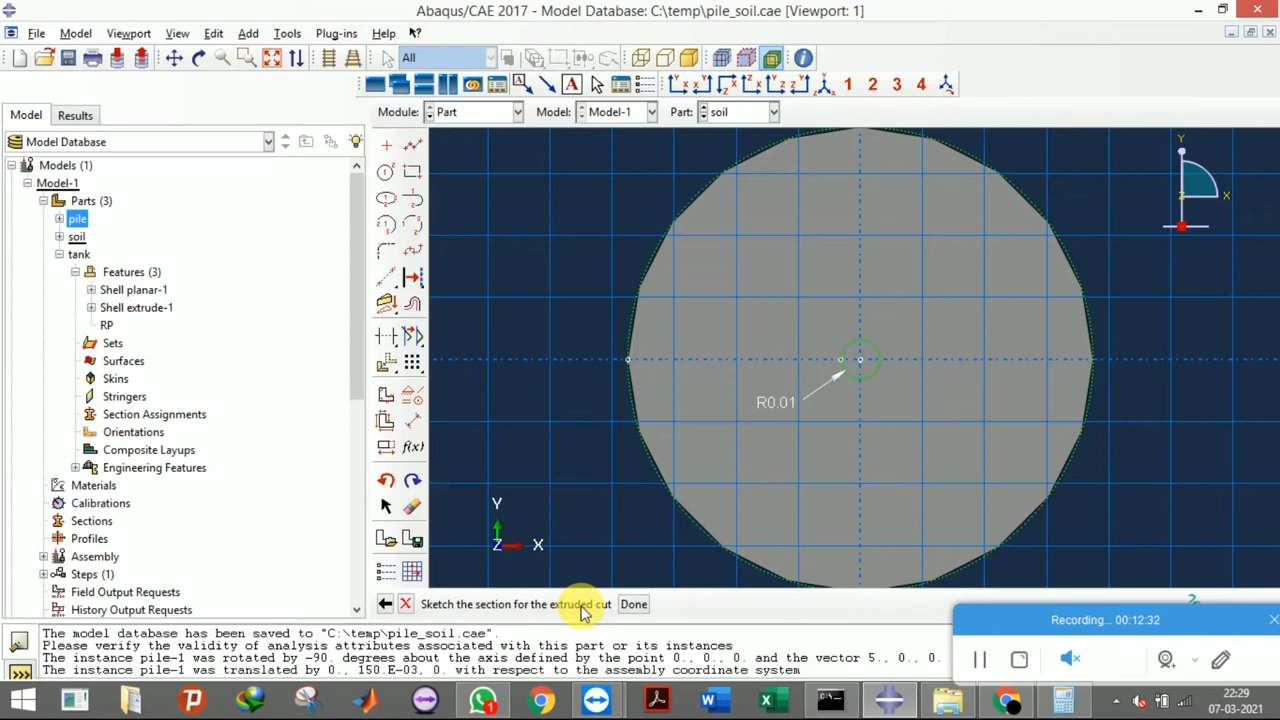 Abaqus/CAE 2017 - Model Database: C:\temp\pile_soil.cae [Viewport: 1]
File Model Viewport View Edit Add Tools Plug-ins Help
All
A 1 2 3 4
Model Results
Module: Part Model: Model-1 Part: soil
Model Database
Models (1)
Model-1
Parts (3)
pile
soil
tank
Features (3)
Shell planar-1
Shell extrude-1
RP
Sets
Surfaces
Skins
Stringers
Section Assignments
Orientations
Composite Layups
Engineering Features
Materials
Calibrations
Sections
Profiles
Assembly
Steps (1)
Field Output Requests
History Output Requests
f(x)
Y
X
Z
R0.01
Y
Z X
Sketch the section for the extruded cut Done
Recording... 00:12:32
The model database has been saved to "C:\temp\pile_soil.cae".
Please verify the validity of analysis attributes associated with this part or its instances
The instance pile-1 was rotated by -90. degrees about the axis defined by the point 0., 0., 0. and the vector 5., 0., 0.
The instance pile-1 was translated by 0., 150.E-03, 0. with respect to the assembly coordinate system
22:29
07-03-2021